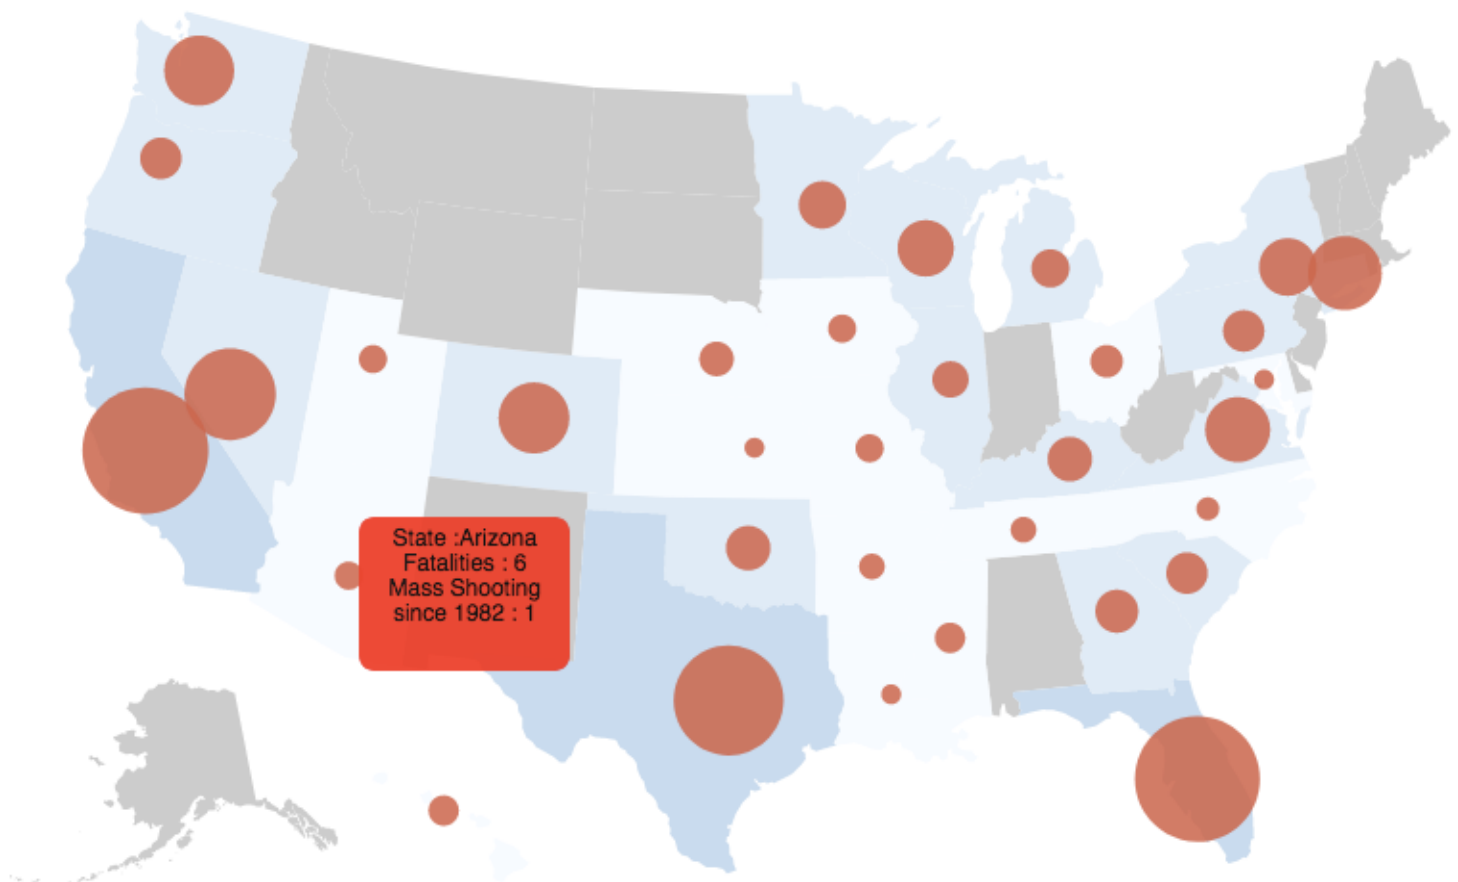 State :Arizona
Fatalities : 6
Mass Shooting
since 1982 : 1